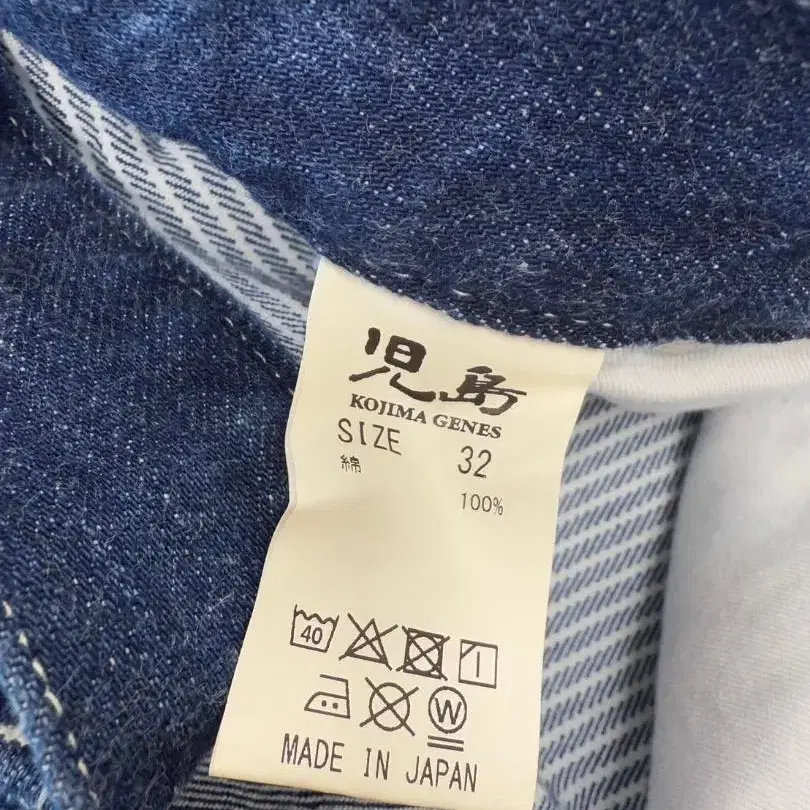 児島
KOJIMA GENES
SIZE 32
綿 100%
40
W
MADE IN JAPAN